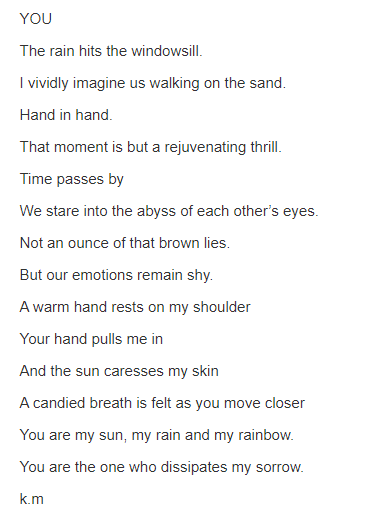 YOU
The rain hits the windowsill.
I vividly imagine us walking on the sand.
Hand in hand.
That moment is but a rejuvenating thrill.
Time passes by
We stare into the abyss of each other’s eyes.
Not an ounce of that brown lies.
But our emotions remain shy.
A warm hand rests on my shoulder
Your hand pulls me in
And the sun caresses my skin
A candied breath is felt as you move closer
You are my sun, my rain and my rainbow.
You are the one who dissipates my sorrow.
k.m